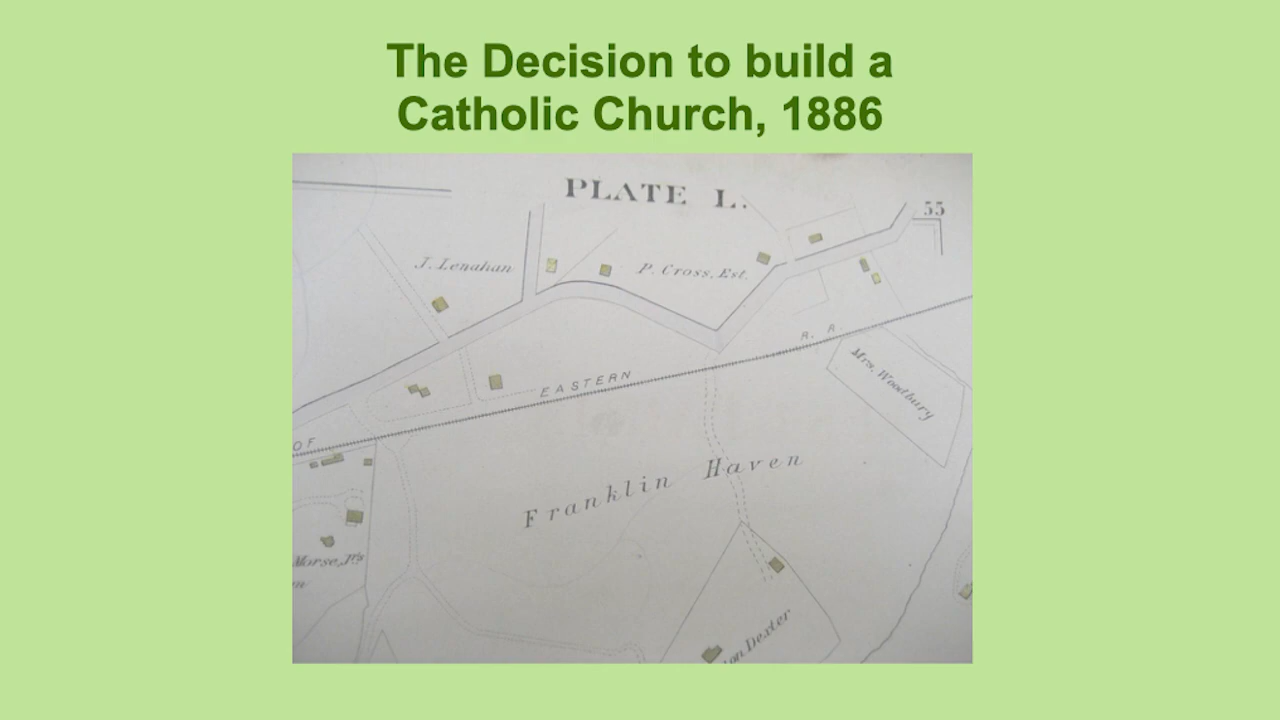 The Decision to build a
Catholic Church, 1886
PLATE L.
55
J. Lenahan
P. Cross, Est.
R. R.
Mrs. Woodbury
EASTERN
OF
Franklin Haven
Morse, Jr's
on Dexter